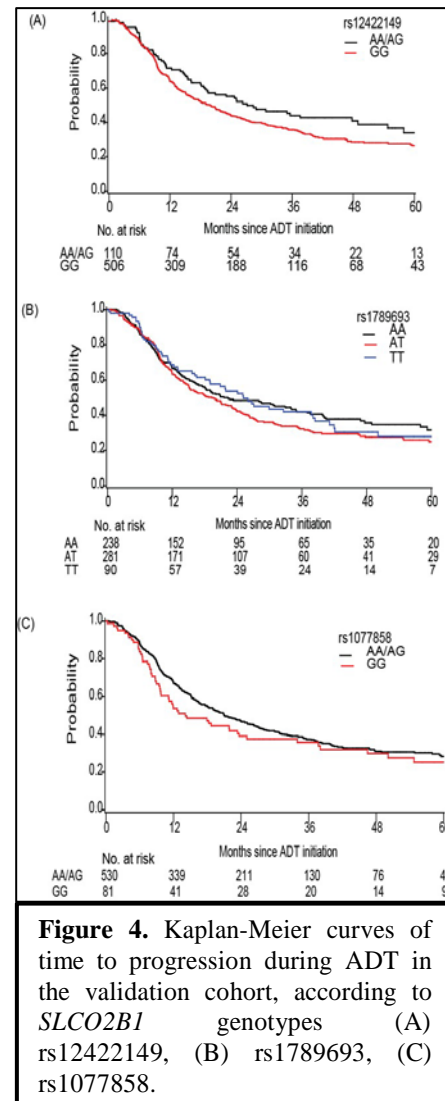 (A)
rs12422149
AA/AG
GG
Probability
1.0
0.8
0.6
0.4
0.2
0.0
12 24 36 48 60
No. at risk Months since ADT initiation
AA/AG 110 74 54 34 22 13
GG 506 309 188 116 68 43
(B)
rs1789693
AA
AT
TT
Probability
1.0
0.8
0.6
0.4
0.2
0.0
0 12 24 36 48 60
No. at risk Months since ADT initiation
AA 238 152 95 65 35 20
AT 281 171 107 60 41 29
TT 90 57 39 24 14 7
(C)
rs1077858
AA/AG
GG
Probability
1.0
0.8
0.6
0.4
0.2
0.0
0 12 24 36 48
No. at risk Months since ADT initiation
AA/AG 530 339 211 130 76
GG 81 41 28 20 14
Figure 4. Kaplan-Meier curves of
time to progression during ADT in
the validation cohort, according to
SLCO2B1 genotypes (A)
rs12422149, (B) rs1789693, (C)
rs1077858.